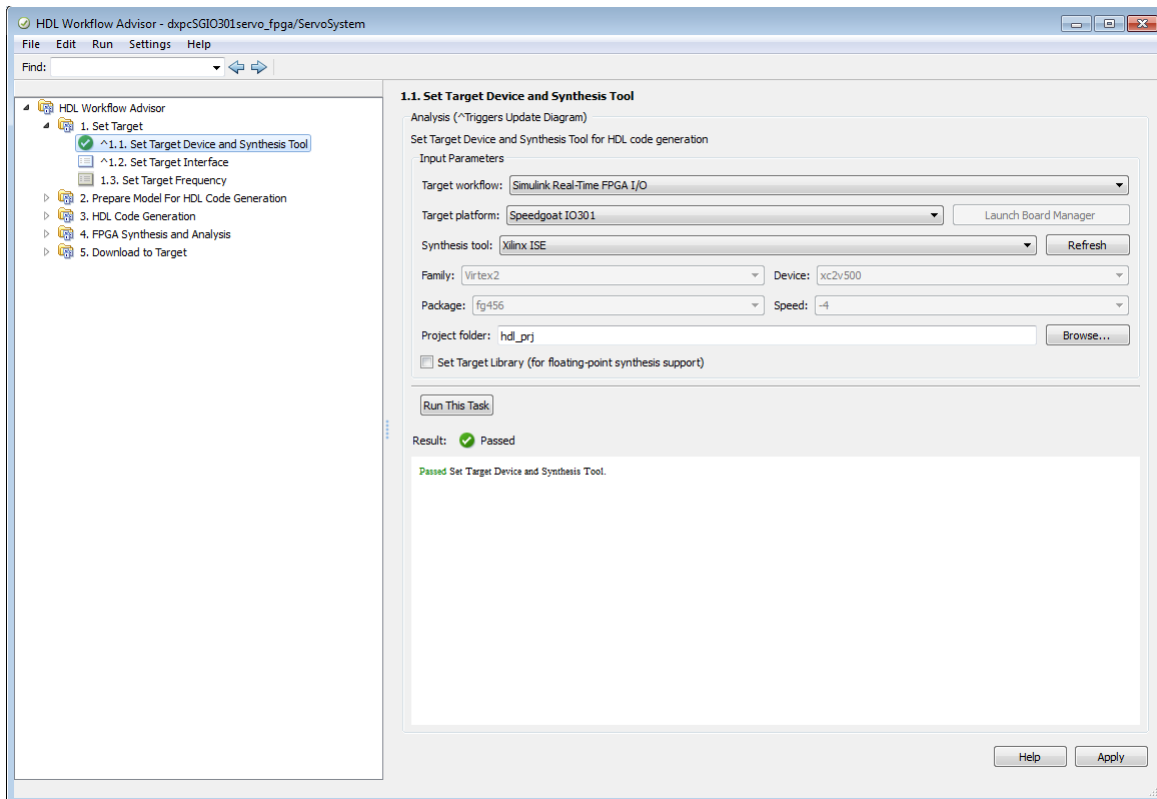 HDL Workflow Advisor - dxpcSGIO301servo_fpga/ServoSystem
File Edit Run Settings Help
Find:
HDL Workflow Advisor
1. Set Target
^1.1. Set Target Device and Synthesis Tool
^1.2. Set Target Interface
1.3. Set Target Frequency
2. Prepare Model For HDL Code Generation
3. HDL Code Generation
4. FPGA Synthesis and Analysis
5. Download to Target
1.1. Set Target Device and Synthesis Tool
Analysis (^Triggers Update Diagram)
Set Target Device and Synthesis Tool for HDL code generation
Input Parameters
Target workflow: Simulink Real-Time FPGA I/O
Target platform: Speedgoat IO301 Launch Board Manager
Synthesis tool: Xilinx ISE Refresh
Family: Virtex2 Device: xc2v500
Package: fg456 Speed: -4
Project folder: hdl_prj Browse...
Set Target Library (for floating-point synthesis support)
Run This Task
Result: Passed
Passed Set Target Device and Synthesis Tool.
Help Apply